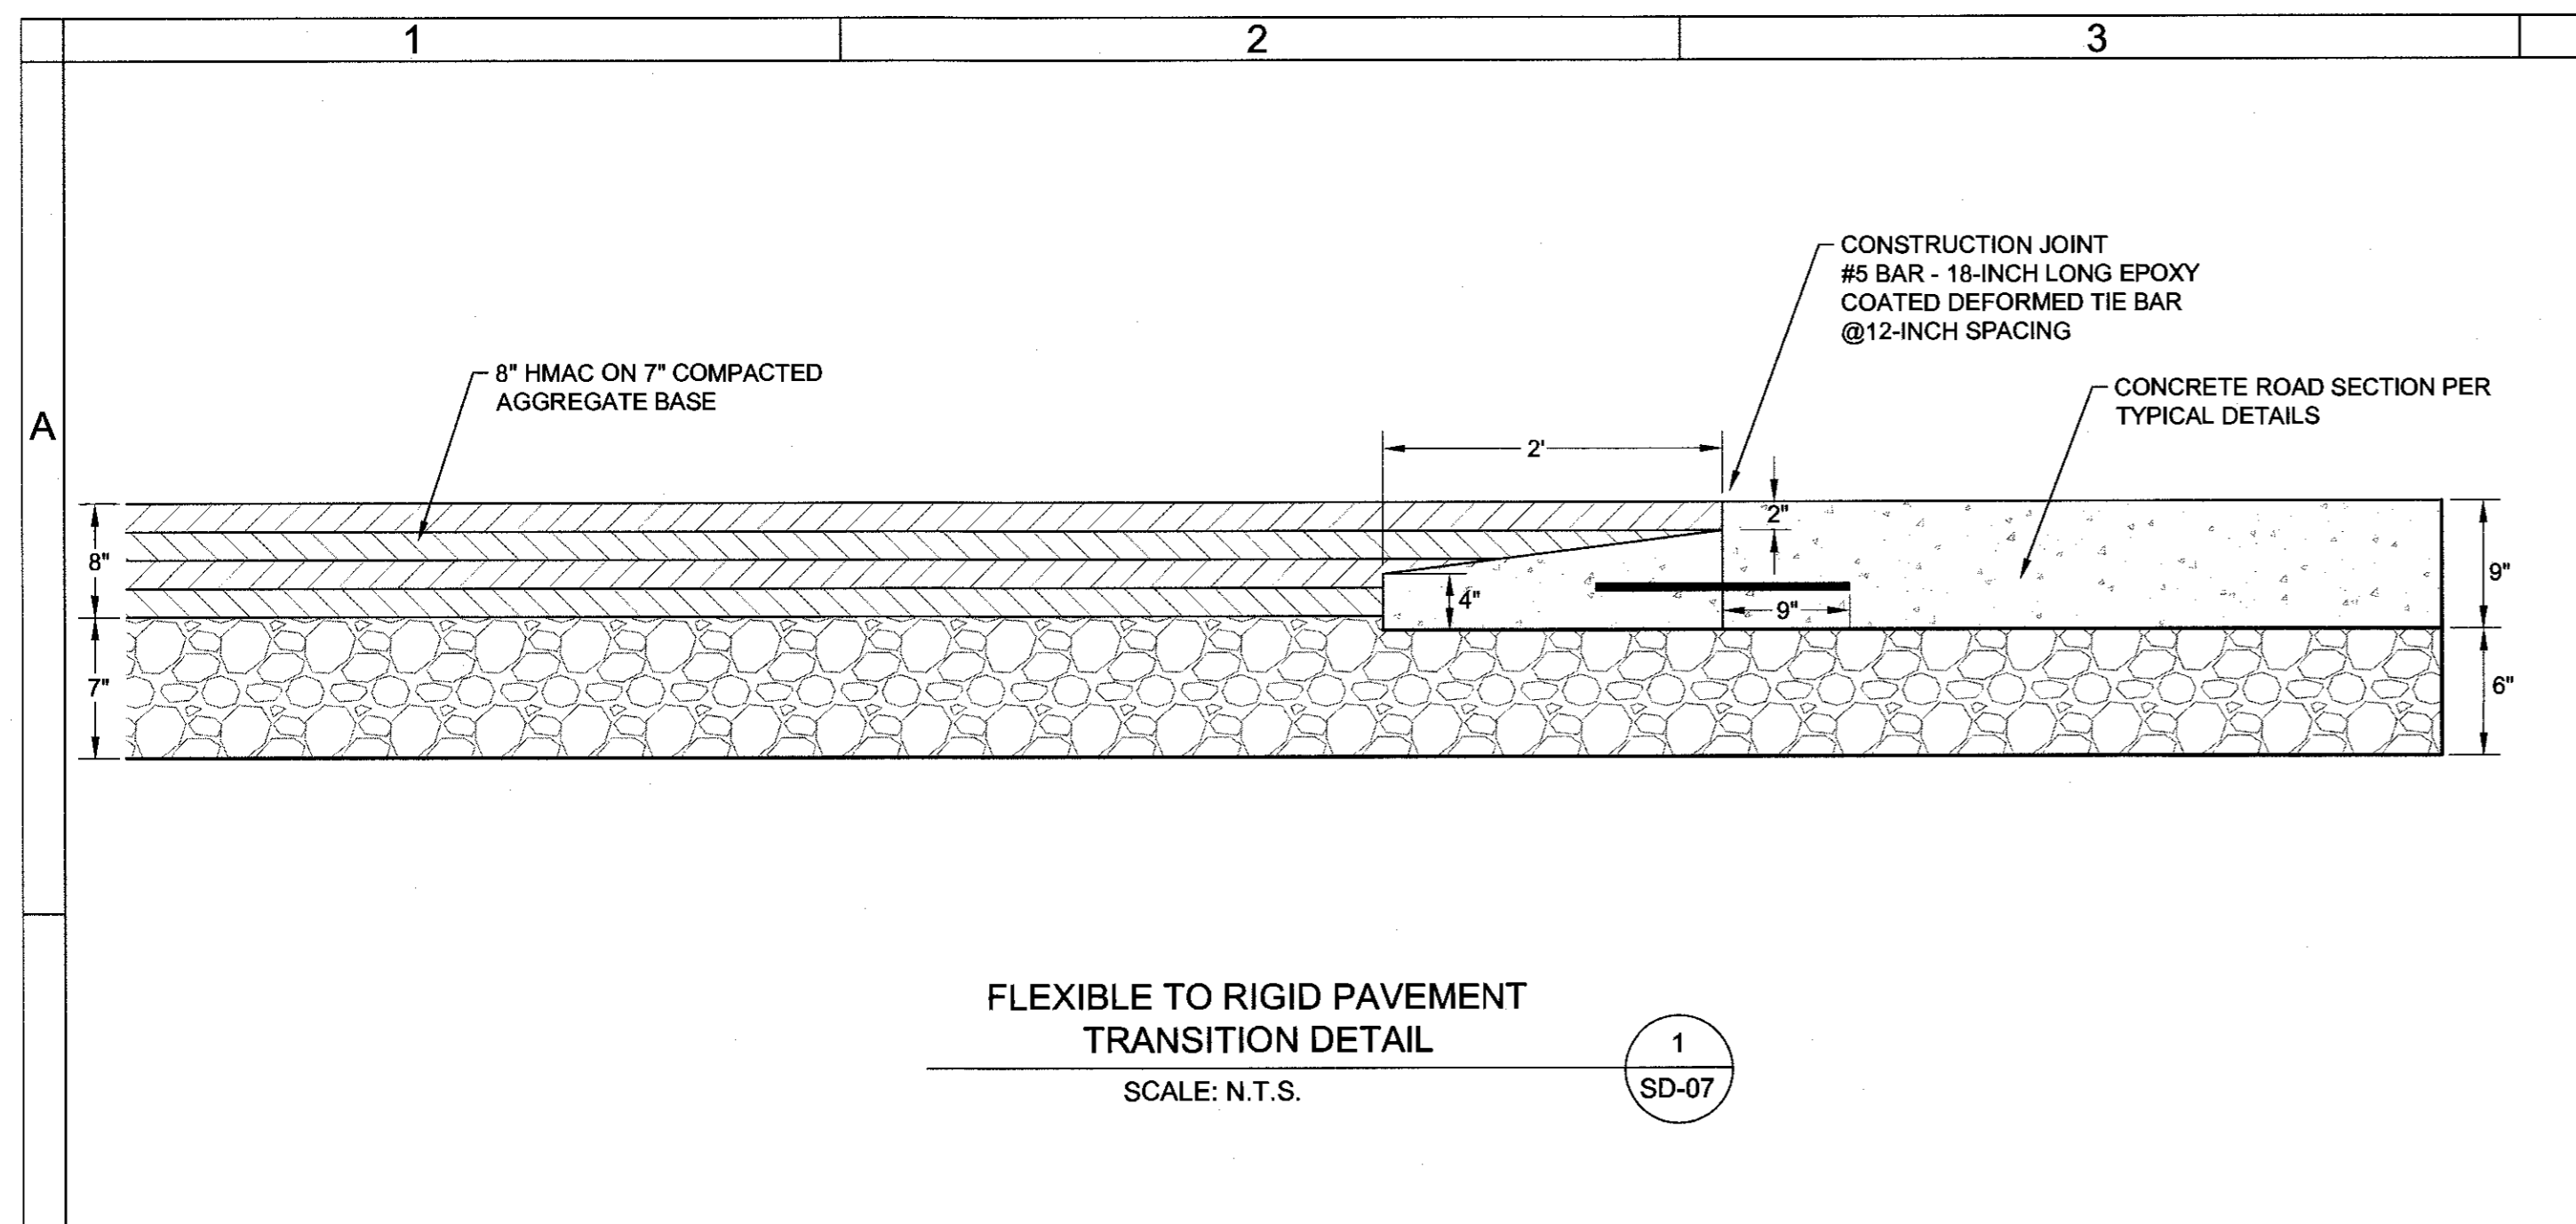 1
2
3
A
CONSTRUCTION JOINT
#5 BAR - 18-INCH LONG EPOXY
COATED DEFORMED TIE BAR
@12-INCH SPACING
8" HMAC ON 7" COMPACTED
AGGREGATE BASE
CONCRETE ROAD SECTION PER
TYPICAL DETAILS
2'
2"
8"
9"
4"
9"
7"
6"
FLEXIBLE TO RIGID PAVEMENT
TRANSITION DETAIL
SCALE: N.T.S.
1
SD-07